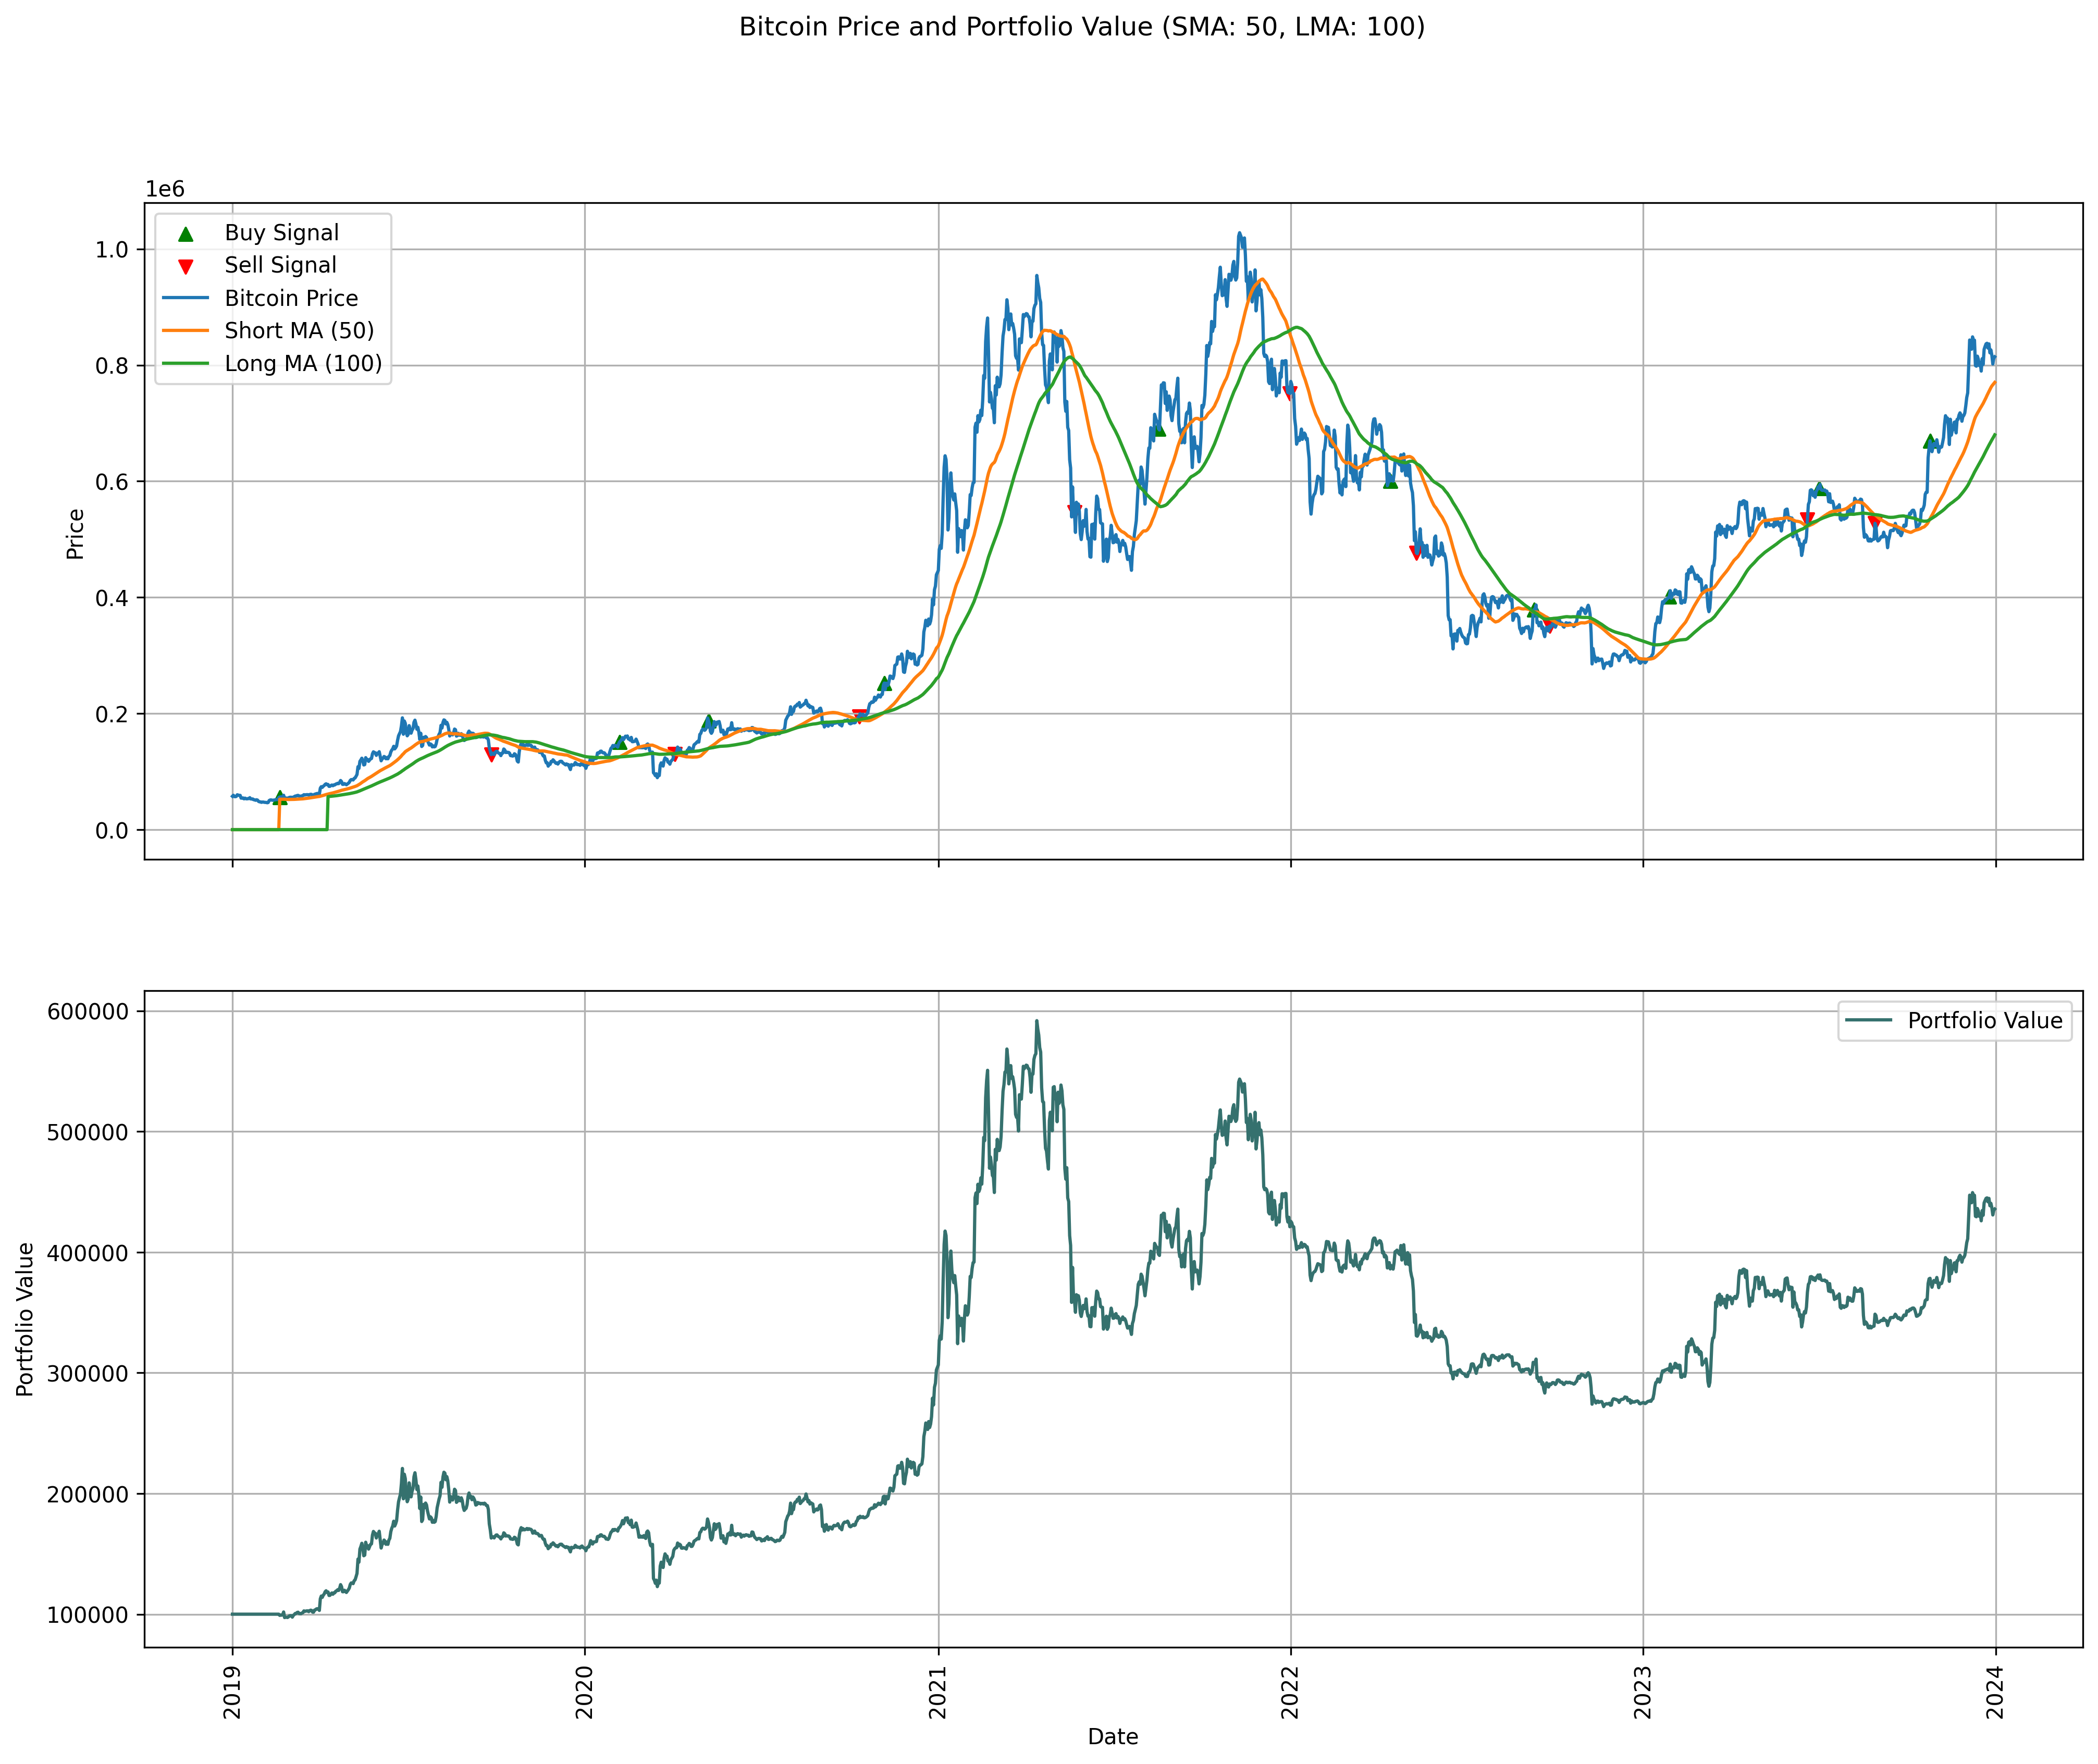 Bitcoin Price and Portfolio Value (SMA: 50, LMA: 100)
1e6
Buy Signal
Sell Signal
Bitcoin Price
Short MA (50)
Long MA (100)
1.0
0.8
0.6
0.4
0.2
0.0
Price
Portfolio Value
600000
500000
400000
300000
200000
100000
Portfolio Value
2019
2020
2021
2022
2023
2024
Date